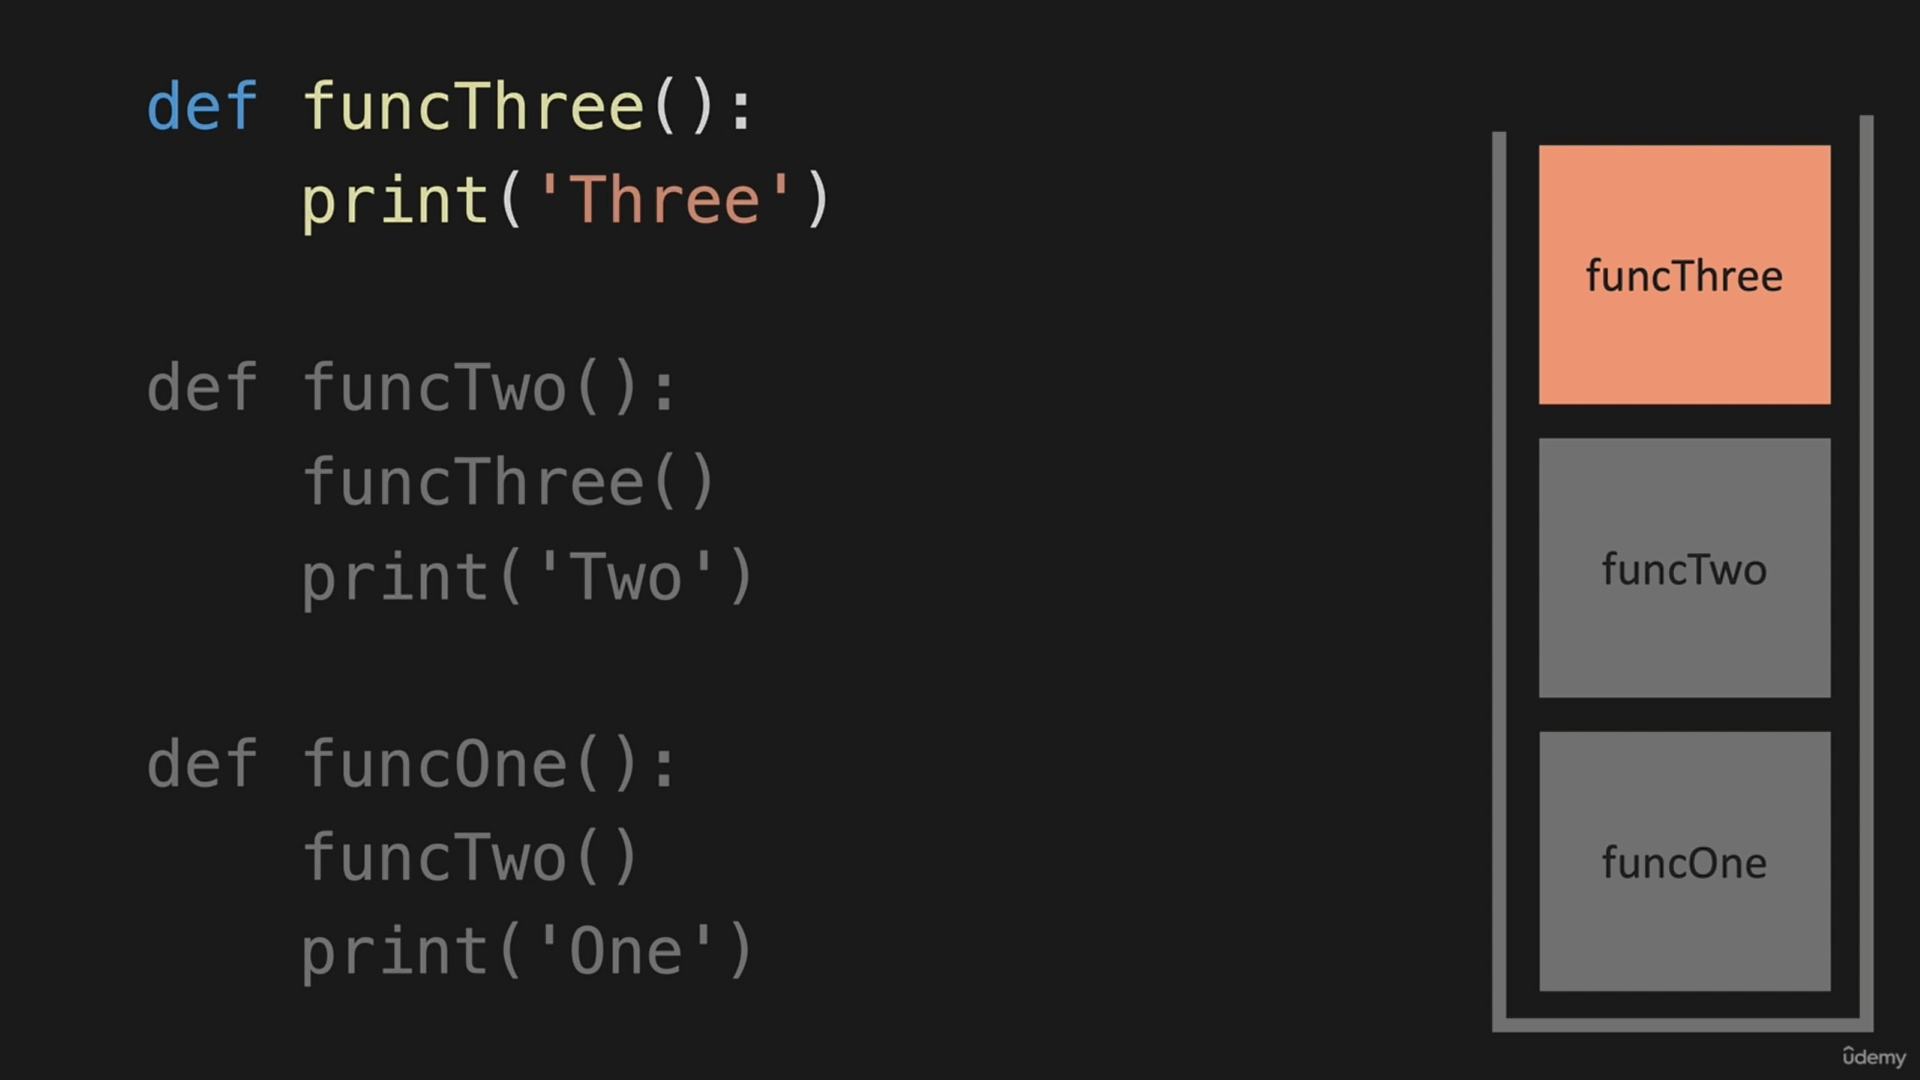 def funcThree():
    print('Three')
def funcTwo():
    funcThree()
    print('Two')
def funcOne():
    funcTwo()
    print('One')
funcThree
funcTwo
funcOne
ûdemy